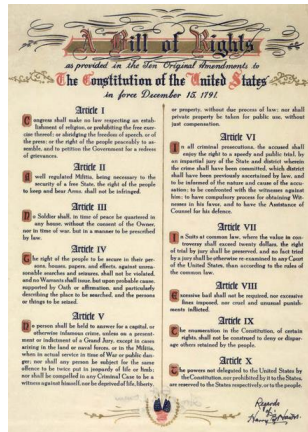 A Bill of Rights
as provided in the Ten Original Amendments to
The Constitution of the United States
in force December 15, 1791.
Article I
Congress shall make no law respecting an estab-
lishment of religion, or prohibiting the free exer-
cise thereof; or abridging the freedom of speech, or of
the press; or the right of the people peaceably to as-
semble, and to petition the Government for a redress
of grievances.
Article II
A well regulated Militia, being necessary to the
security of a free State, the right of the people
to keep and bear Arms, shall not be infringed.
Article III
No Soldier shall, in time of peace be quartered in
any house, without the consent of the Owner,
nor in time of war, but in a manner to be prescribed
by law.
Article IV
The right of the people to be secure in their per-
sons, houses, papers, and effects, against unrea-
sonable searches and seizures, shall not be violated,
and no Warrants shall issue, but upon probable cause,
supported by Oath or affirmation, and particularly
describing the place to be searched, and the persons
or things to be seized.
Article V
No person shall be held to answer for a capital, or
otherwise infamous crime, unless on a present-
ment or indictment of a Grand Jury, except in cases
arising in the land or naval forces, or in the Militia,
when in actual service in time of War or public dan-
ger; nor shall any person be subject for the same
offence to be twice put in jeopardy of life or limb;
nor shall be compelled in any Criminal Case to be a
witness against himself, nor be deprived of life, liberty,
or property, without due process of law; nor shall
private property be taken for public use, without
just compensation.
Article VI
In all criminal prosecutions, the accused shall
enjoy the right to a speedy and public trial, by
an impartial jury of the State and district wherein
the crime shall have been committed, which district
shall have been previously ascertained by law, and
to be informed of the nature and cause of the accu-
sation; to be confronted with the witnesses against
him; to have compulsory process for obtaining Wit-
nesses in his favor, and to have the Assistance of
Counsel for his defence.
Article VII
In Suits at common law, where the value in con-
troversy shall exceed twenty dollars, the right
of trial by jury shall be preserved, and no fact tried
by a jury shall be otherwise re-examined in any Court
of the United States, than according to the rules of
the common law.
Article VIII
Excessive bail shall not be required, nor excessive
fines imposed, nor cruel and unusual punish-
ments inflicted.
Article IX
The enumeration in the Constitution, of certain
rights, shall not be construed to deny or dispar-
age others retained by the people.
Article X
The powers not delegated to the United States by
the Constitution, nor prohibited by it to the States,
are reserved to the States respectively, or to the people.
Regards
Harry